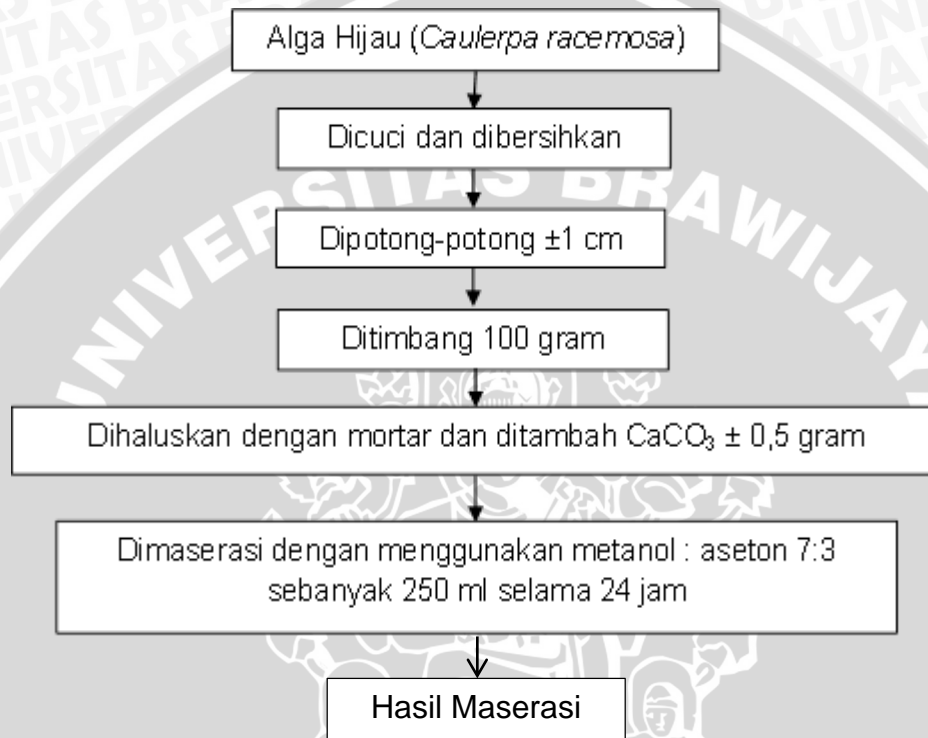 Alga Hijau (Caulerpa racemosa)
Dicuci dan dibersihkan
UNIVERSITAS BRAWIJAYA
Dipotong-potong ±1 cm
Ditimbang 100 gram
Dihaluskan dengan mortar dan ditambah CaCO₃ ± 0,5 gram
Dimaserasi dengan menggunakan metanol : aseton 7:3
sebanyak 250 ml selama 24 jam
Hasil Maserasi